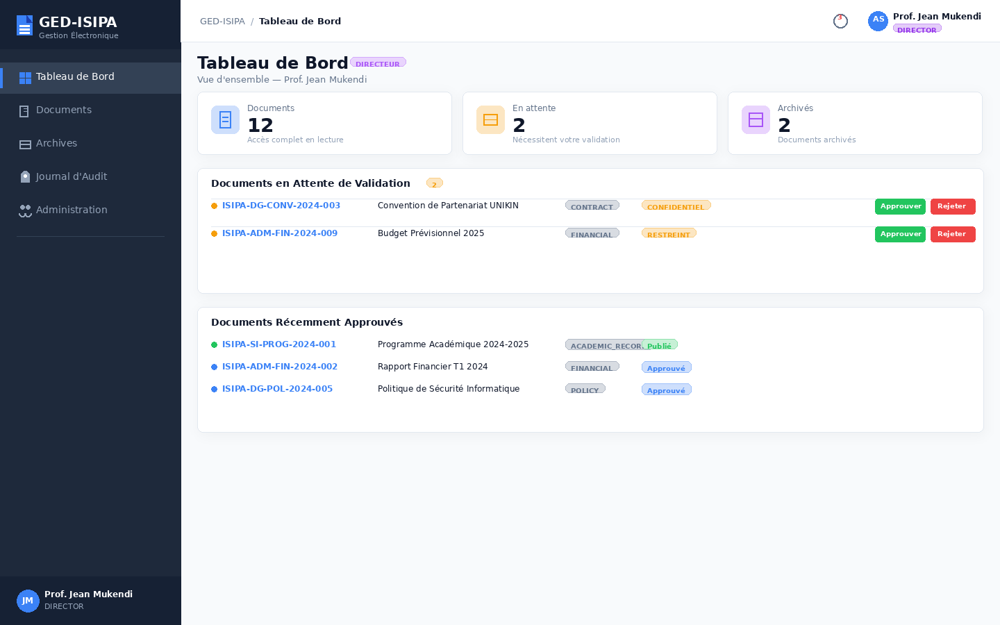 GED-ISIPA
Gestion Électronique
Tableau de Bord
Documents
Archives
Journal d'Audit
Administration
Prof. Jean Mukendi
JM
DIRECTOR
GED-ISIPA / Tableau de Bord
3
AS
Prof. Jean Mukendi
DIRECTOR
Tableau de Bord DIRECTEUR
Vue d'ensemble — Prof. Jean Mukendi
Documents
12
Accès complet en lecture
En attente
2
Nécessitent votre validation
Archivés
2
Documents archivés
Documents en Attente de Validation 2
ISIPA-DG-CONV-2024-003 Convention de Partenariat UNIKIN CONTRACT CONFIDENTIEL Approuver Rejeter
ISIPA-ADM-FIN-2024-009 Budget Prévisionnel 2025 FINANCIAL RESTREINT Approuver Rejeter
Documents Récemment Approuvés
ISIPA-SI-PROG-2024-001 Programme Académique 2024-2025 ACADEMIC_RECOR Publié
ISIPA-ADM-FIN-2024-002 Rapport Financier T1 2024 FINANCIAL Approuvé
ISIPA-DG-POL-2024-005 Politique de Sécurité Informatique POLICY Approuvé